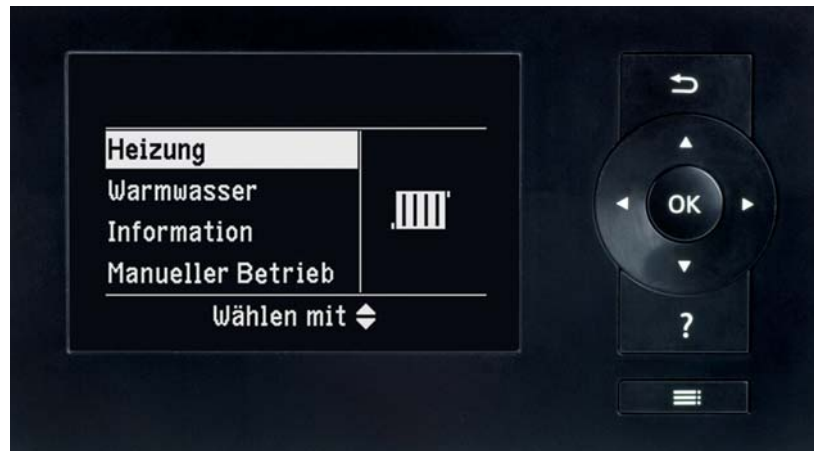 Heizung
Warmwasser
Information
Manueller Betrieb
Wählen mit
OK
?